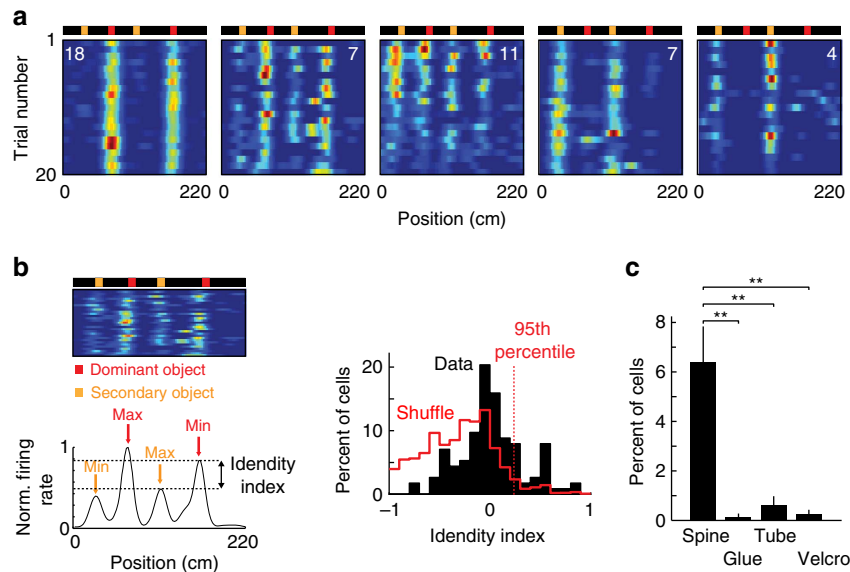 a
1
18
7
11
7
4
Trial number
20
0 220 0 220 0 220 0 220 0 220
Position (cm)
b
Dominant object
Secondary object
Max
Min
Max
Min
1
0
Norm. firing
rate
Idendity
index
0 220
Position (cm)
95th
percentile
Data
Shuffle
Percent of cells
20
10
0
−1 0 1
Idendity index
c
**
**
**
Percent of cells
8
6
4
2
0
Spine Tube
Glue Velcro